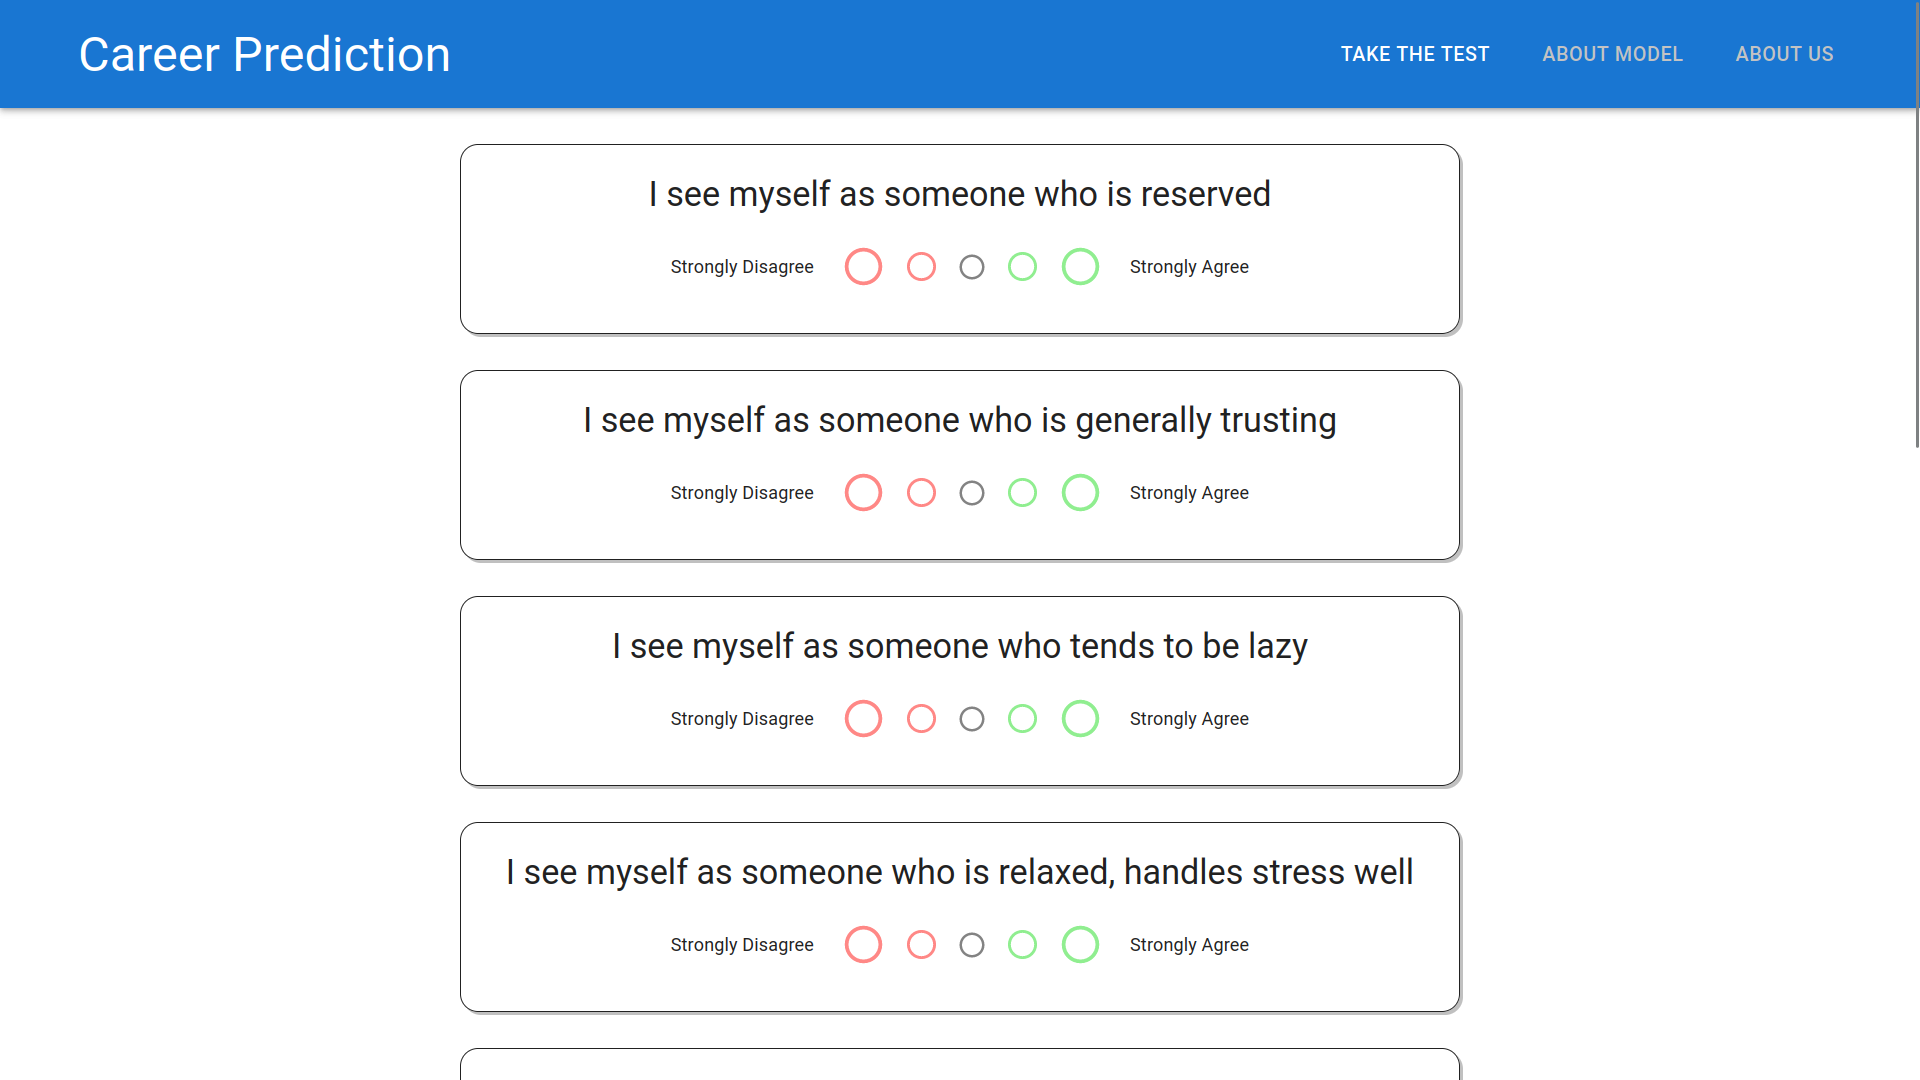 Career Prediction
TAKE THE TEST
ABOUT MODEL
ABOUT US
I see myself as someone who is reserved
Strongly Disagree
Strongly Agree
I see myself as someone who is generally trusting
Strongly Disagree
Strongly Agree
I see myself as someone who tends to be lazy
Strongly Disagree
Strongly Agree
I see myself as someone who is relaxed, handles stress well
Strongly Disagree
Strongly Agree